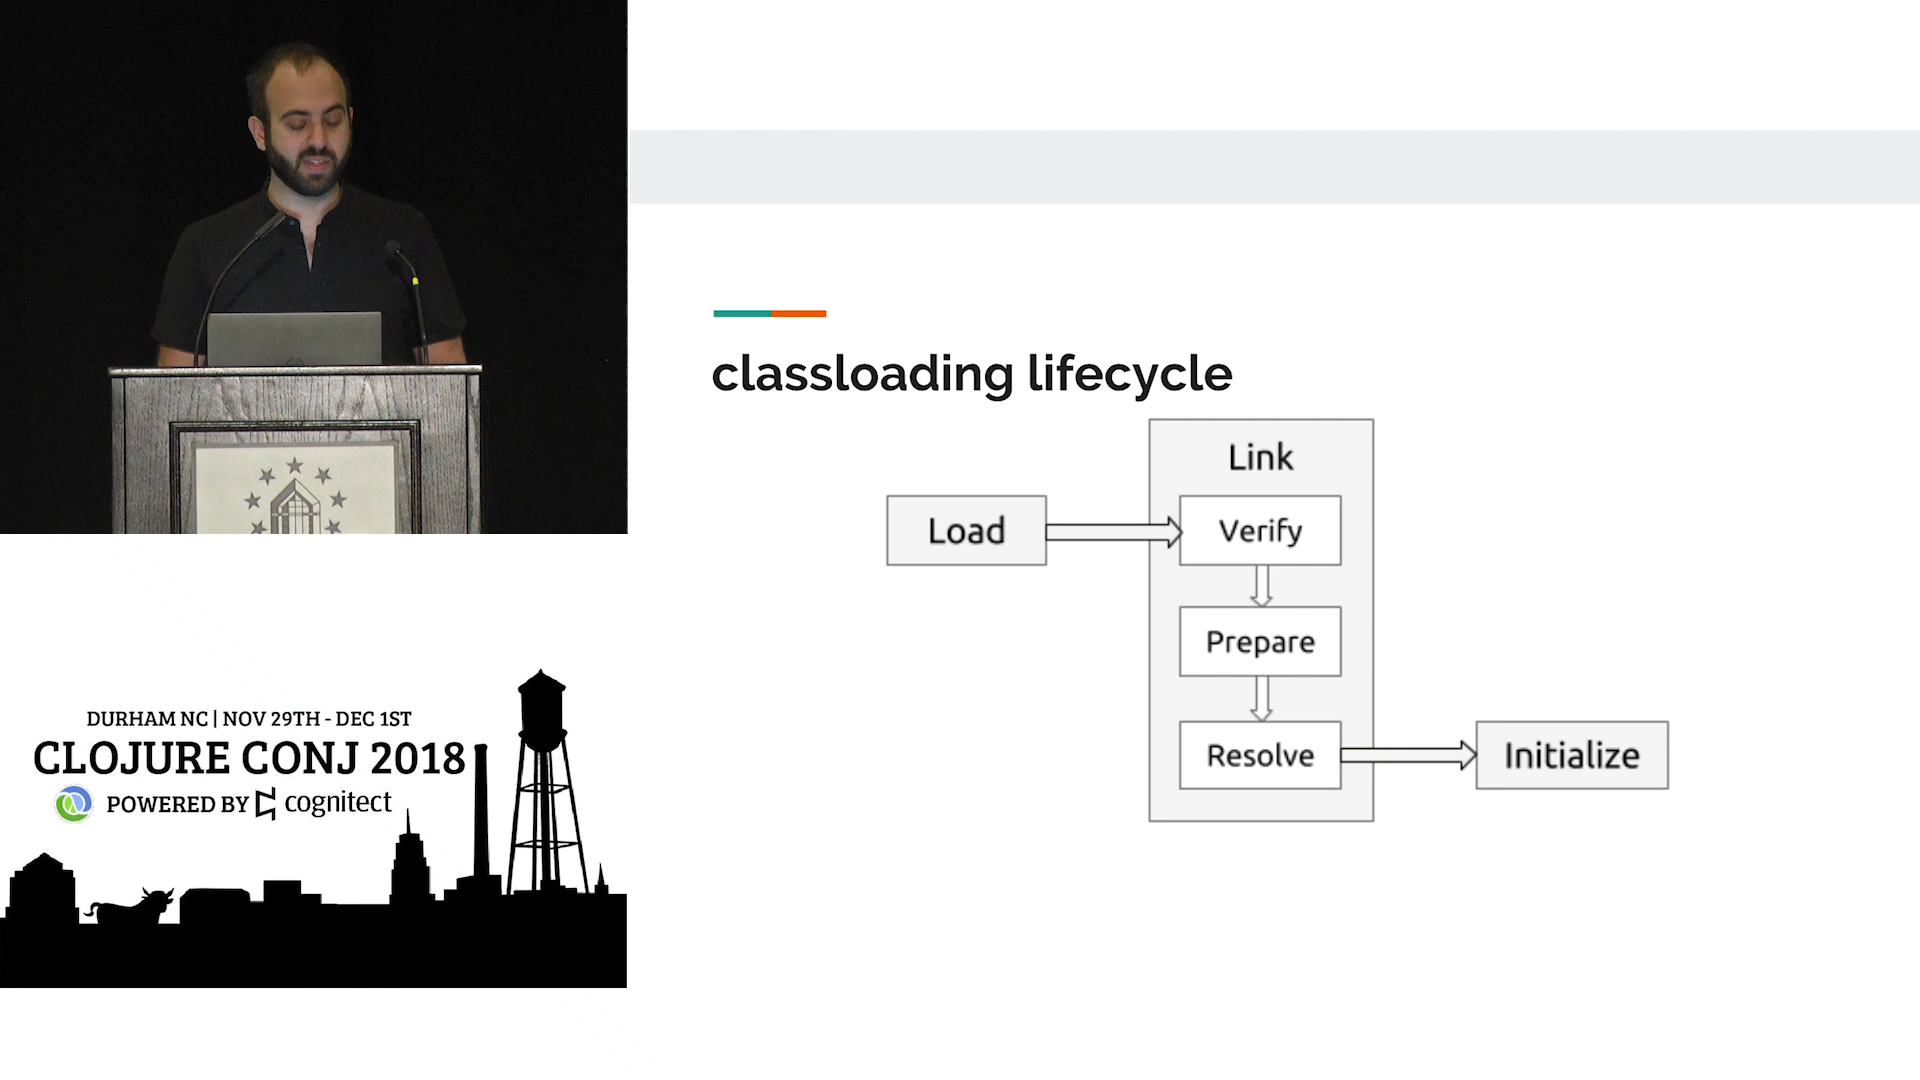 classloading lifecycle
Link
Load
Verify
Prepare
Resolve
Initialize
DURHAM NC | NOV 29TH - DEC 1ST
CLOJURE CONJ 2018
POWERED BY cognitect